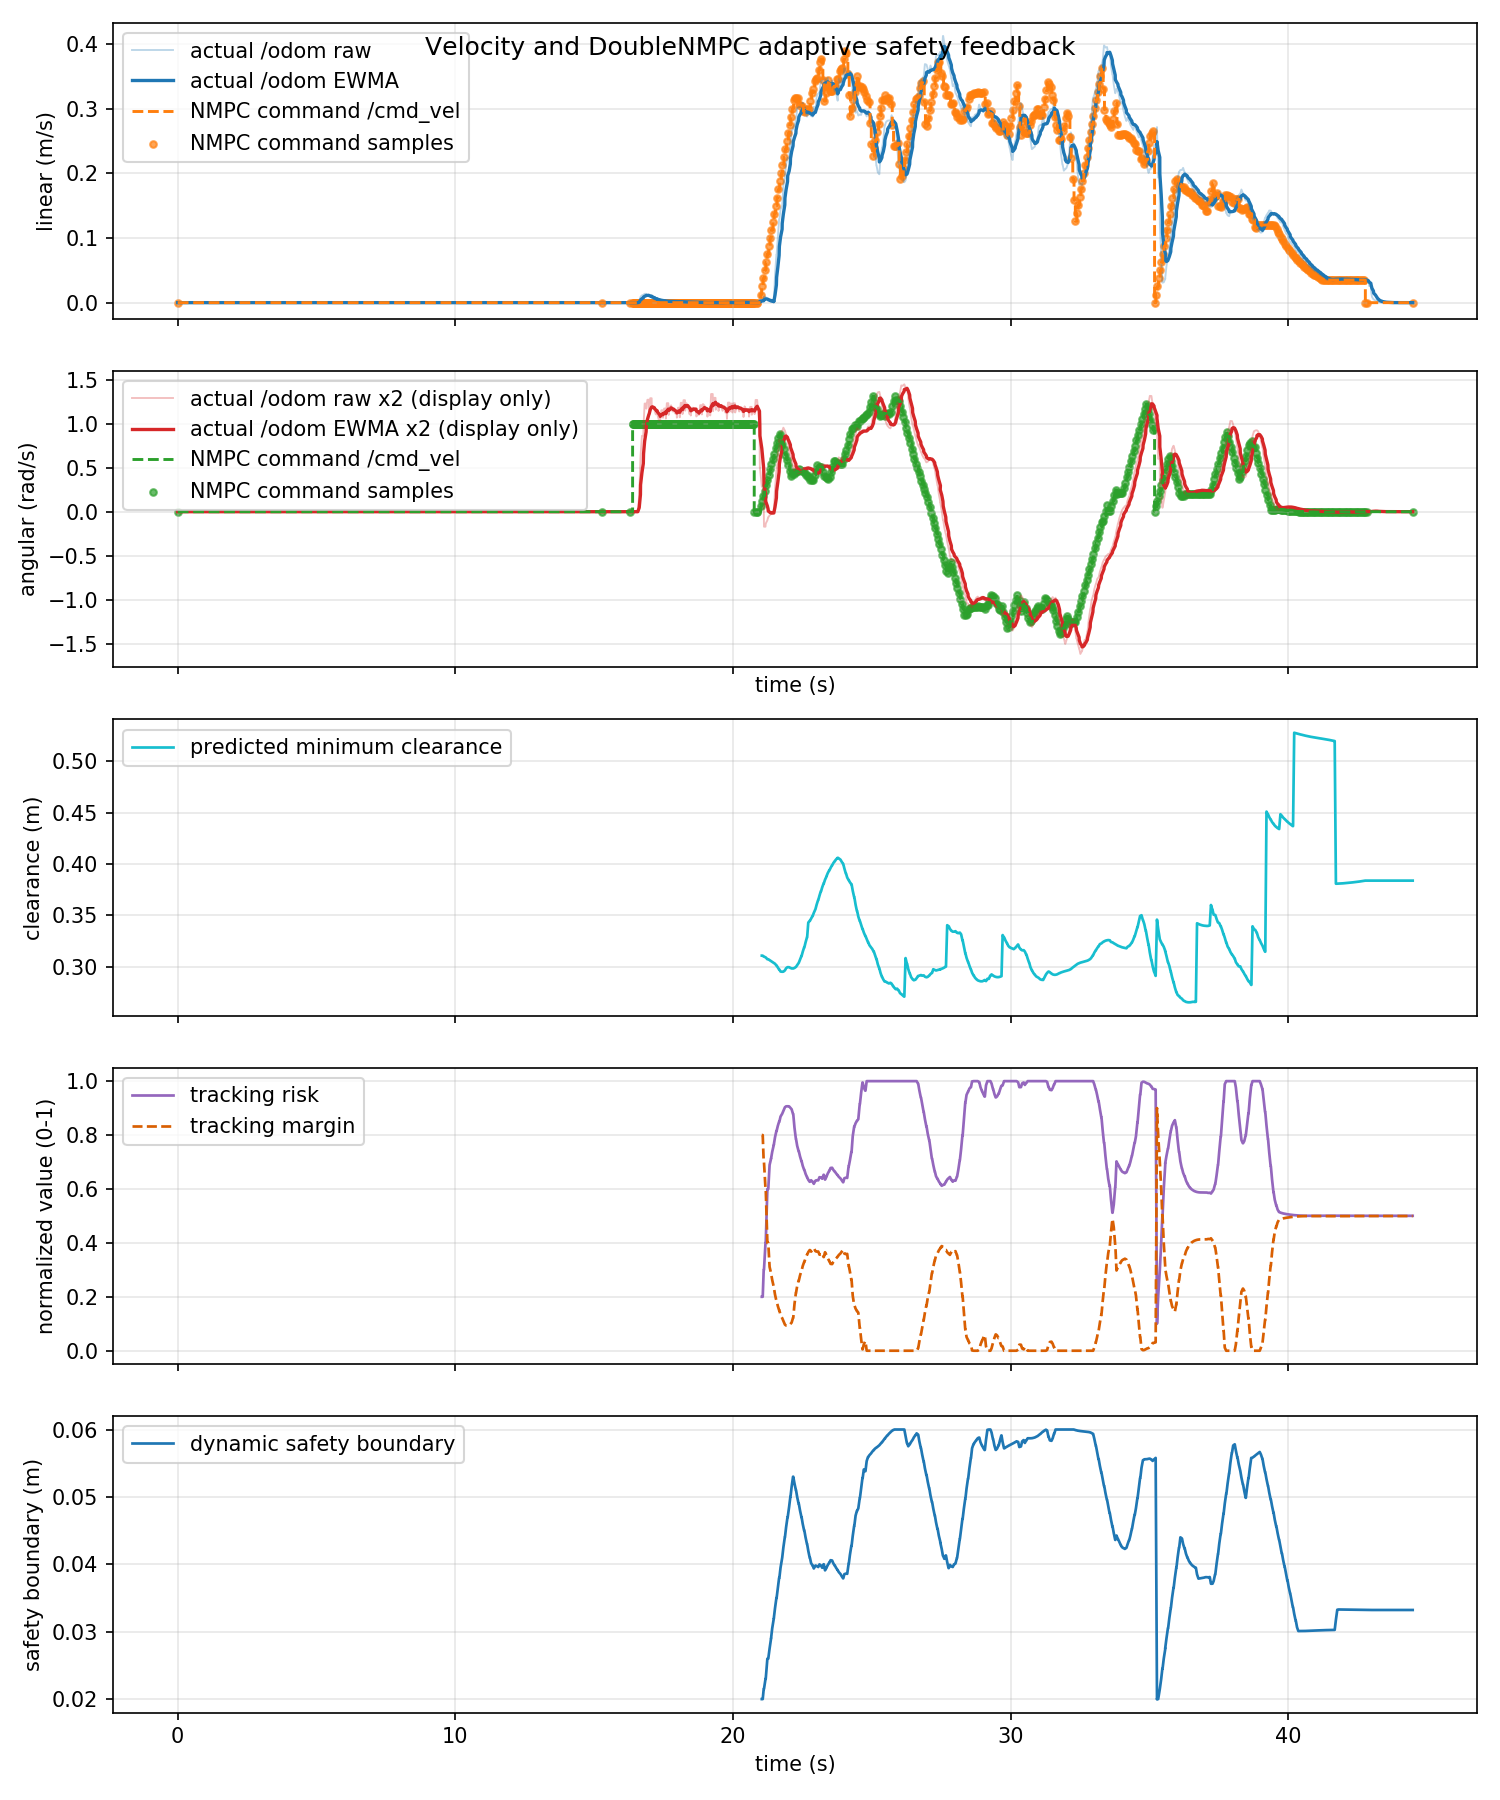 Velocity and DoubleNMPC adaptive safety feedback
actual /odom raw
actual /odom EWMA
NMPC command /cmd_vel
NMPC command samples
linear (m/s)
0.4
0.3
0.2
0.1
0.0
actual /odom raw x2 (display only)
actual /odom EWMA x2 (display only)
NMPC command /cmd_vel
NMPC command samples
angular (rad/s)
1.5
1.0
0.5
0.0
−0.5
−1.0
−1.5
time (s)
predicted minimum clearance
clearance (m)
0.50
0.45
0.40
0.35
0.30
tracking risk
tracking margin
normalized value (0-1)
1.0
0.8
0.6
0.4
0.2
0.0
dynamic safety boundary
safety boundary (m)
0.06
0.05
0.04
0.03
0.02
0 10 20 30 40
time (s)